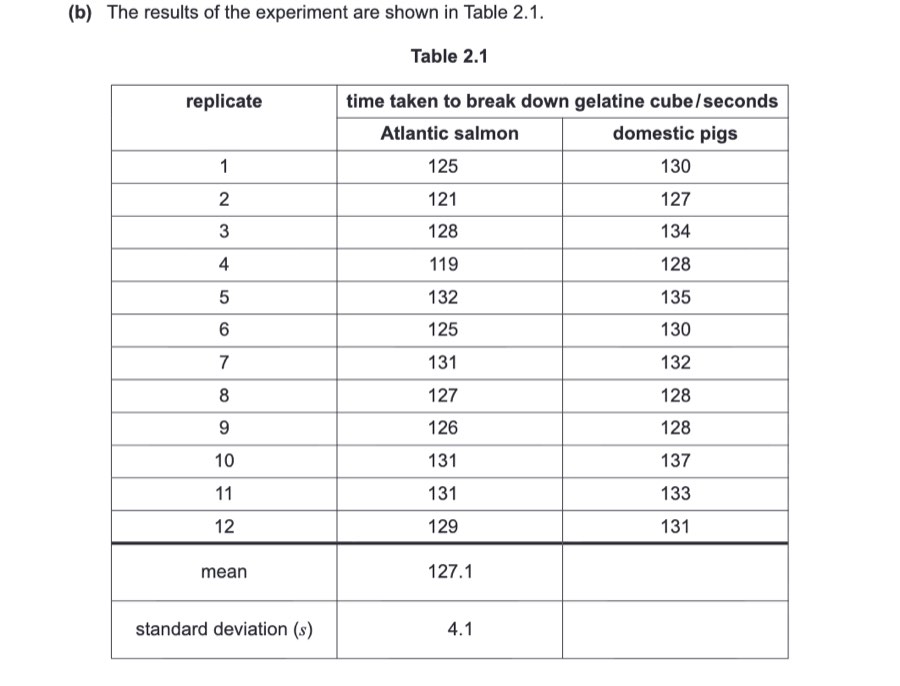 (b) The results of the experiment are shown in Table 2.1.
Table 2.1
replicate time taken to break down gelatine cube/seconds
Atlantic salmon domestic pigs
1 125 130
2 121 127
3 128 134
4 119 128
5 132 135
6 125 130
7 131 132
8 127 128
9 126 128
10 131 137
11 131 133
12 129 131
mean 127.1
standard deviation (s) 4.1